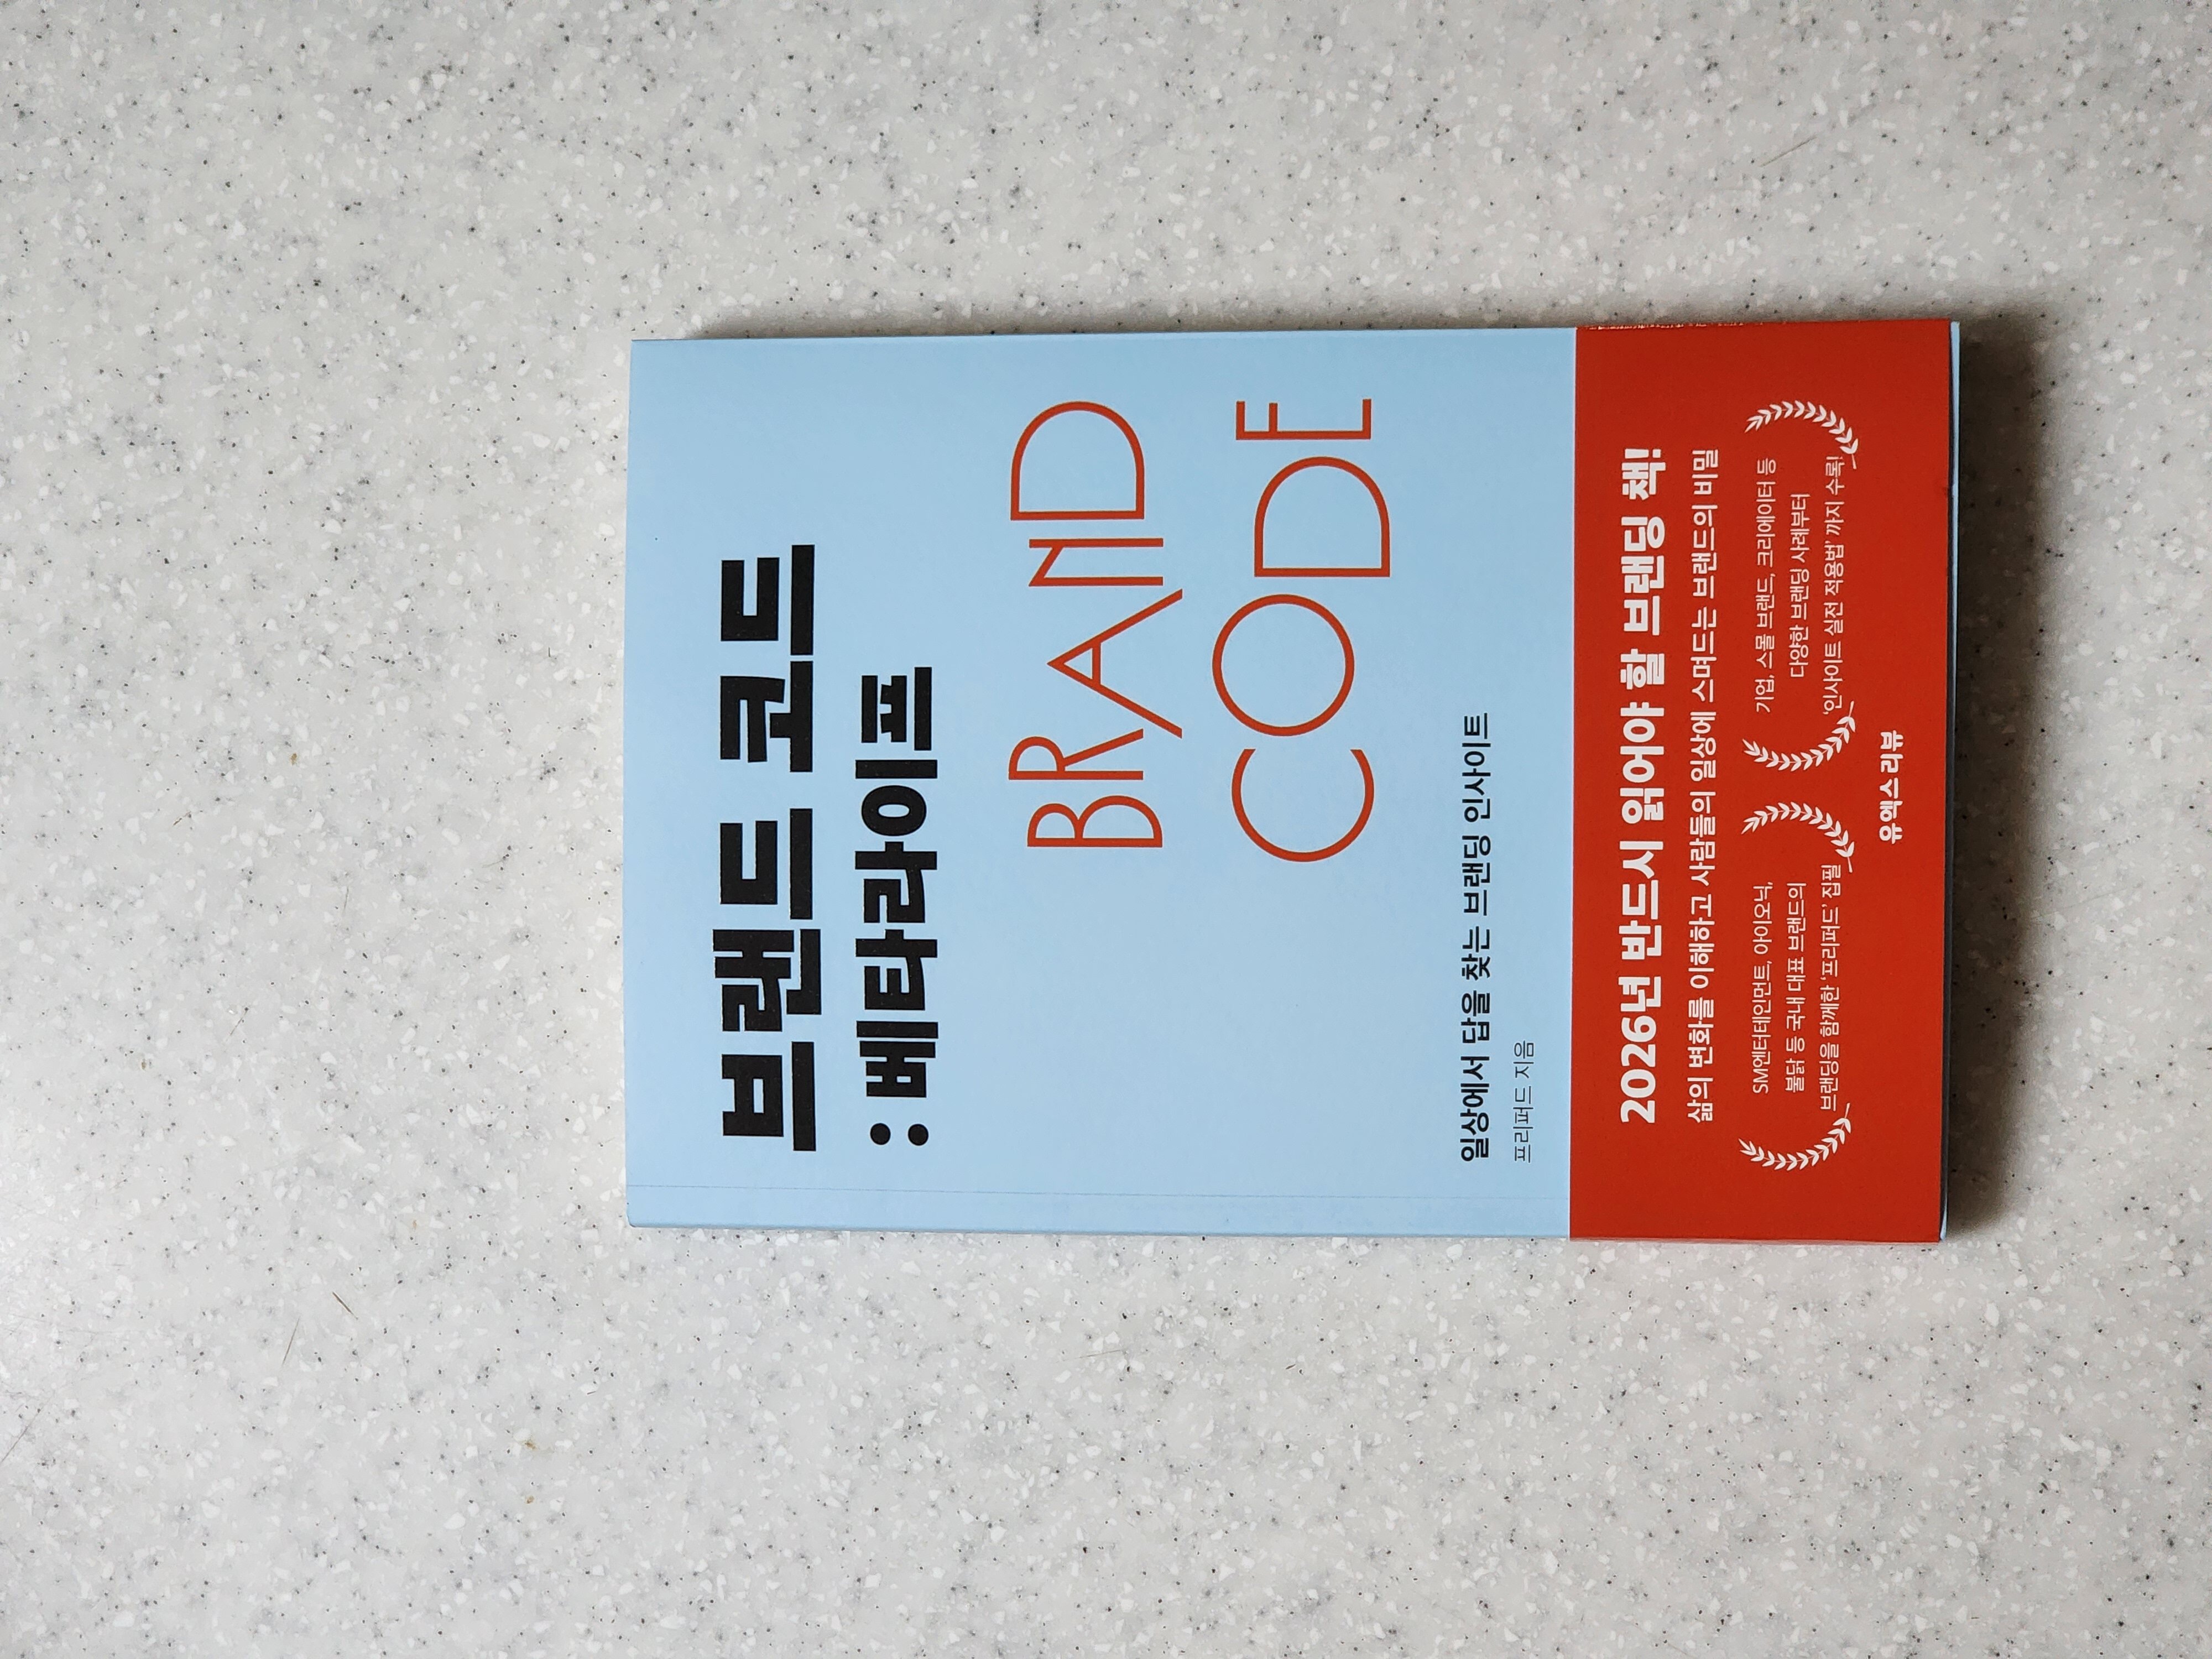 브랜드 코드
: 베타라이프
BRAND
CODE
일상에서 답을 찾는 브랜딩 인사이트
프리퍼드 지음
2026년 반드시 읽어야 할 브랜딩 책!
삶의 변화를 이해하고 사람들의 일상에 스며드는 브랜드의 비밀
SM엔터테인먼트, 아이오닉,
불닭 등 국내 대표 브랜드의
브랜딩을 함께한 '프리퍼드' 집필
기업, 스몰 브랜드, 크리에이터 등
다양한 브랜딩 사례부터
'인사이트 실전 적용법' 까지 수록!
유엑스리뷰